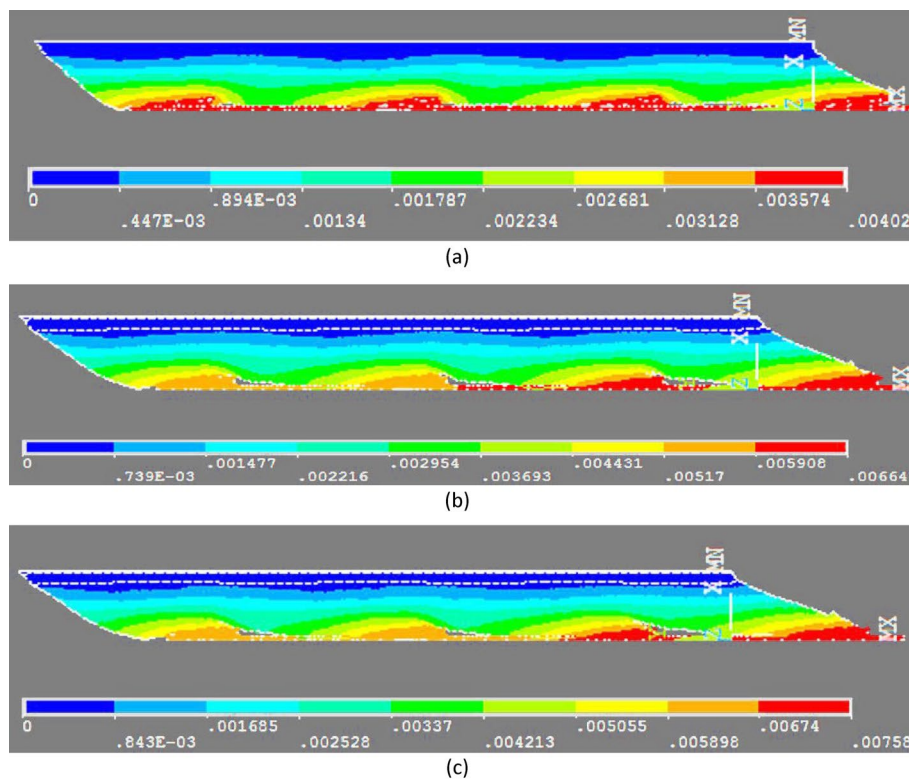 MN
X
Z
MX
0 .894E-03 .001787 .002681 .003574
.447E-03 .00134 .002234 .003128 .00402
(a)
MN
X
Z
MX
0 .001477 .002954 .004431 .005908
.739E-03 .002216 .003693 .00517 .00664
(b)
MN
X
Z
MX
0 .001685 .00337 .005055 .00674
.843E-03 .002528 .004213 .005898 .00758
(c)